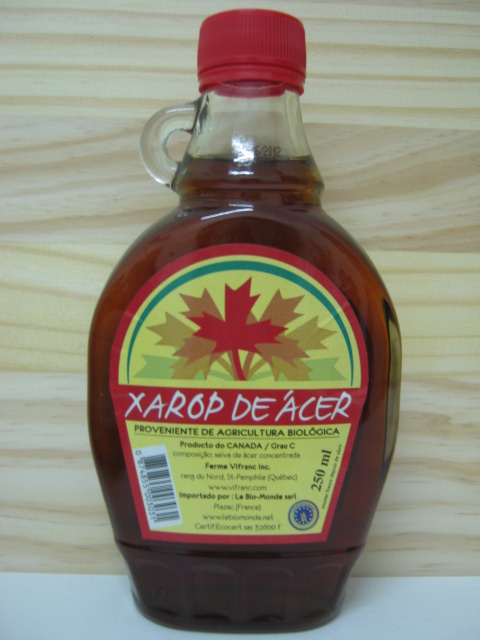 2012
XAROP DE ÁCER
PROVENIENTE DE AGRICULTURA BIOLÓGICA
Producto do CANADA / Grau C
composição: seiva de ácer concentrada
Ferme Vifranc Inc.
rang du Nord, St-Pamphile (Québec)
www.vifranc.com
Importado por : Le Bio-Monde sarl
Plazac (France)
www.labiomonde.net
Certif.Ecocert
250 ml